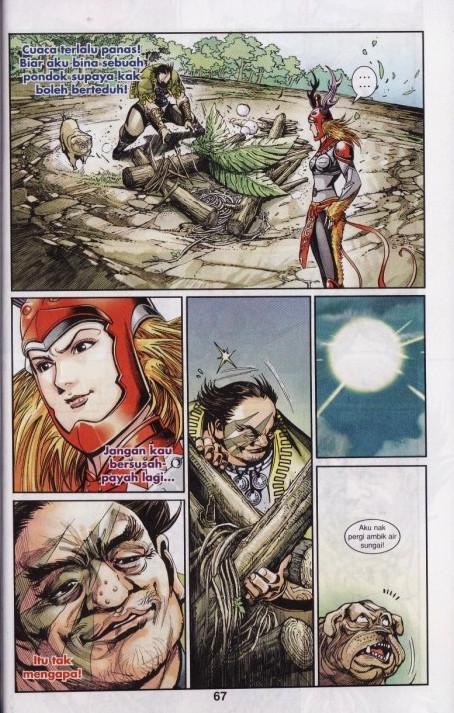 Cuaca terlalu panas!
Biar aku bina sebuah
pondok supaya kak
boleh berteduh!
...
Jangan kau
bersusah-
payah lagi...
Aku nak
pergi ambik air
sungai!
Itu tak
mengapa!
67